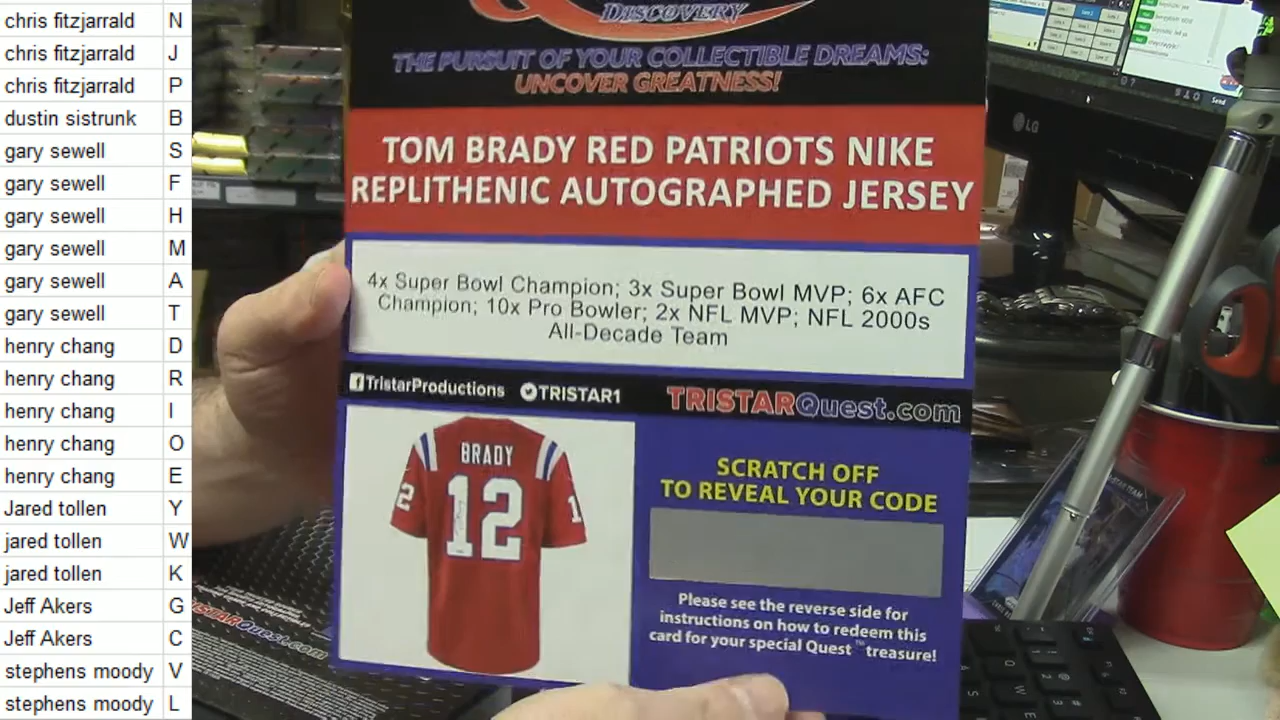 chris fitzjarrald N
chris fitzjarrald J
chris fitzjarrald P
dustin sistrunk B
gary sewell S
gary sewell F
gary sewell H
gary sewell M
gary sewell A
gary sewell T
henry chang D
henry chang R
henry chang I
henry chang O
henry chang E
Jared tollen Y
jared tollen W
jared tollen K
Jeff Akers G
Jeff Akers C
stephens moody V
stephens moody L
DISCOVERY
THE PURSUIT OF YOUR COLLECTIBLE DREAMS:
UNCOVER GREATNESS!
TOM BRADY RED PATRIOTS NIKE
REPLITHENIC AUTOGRAPHED JERSEY
4x Super Bowl Champion; 3x Super Bowl MVP; 6x AFC
Champion; 10x Pro Bowler; 2x NFL MVP; NFL 2000s
All-Decade Team
TristarProductions TRISTAR1 TRISTARQuest.com
BRADY
12
2
1
SCRATCH OFF
TO REVEAL YOUR CODE
Please see the reverse side for
instructions on how to redeem this
card for your special Quest™ treasure!
LG
Send
TRISTARQuest.com